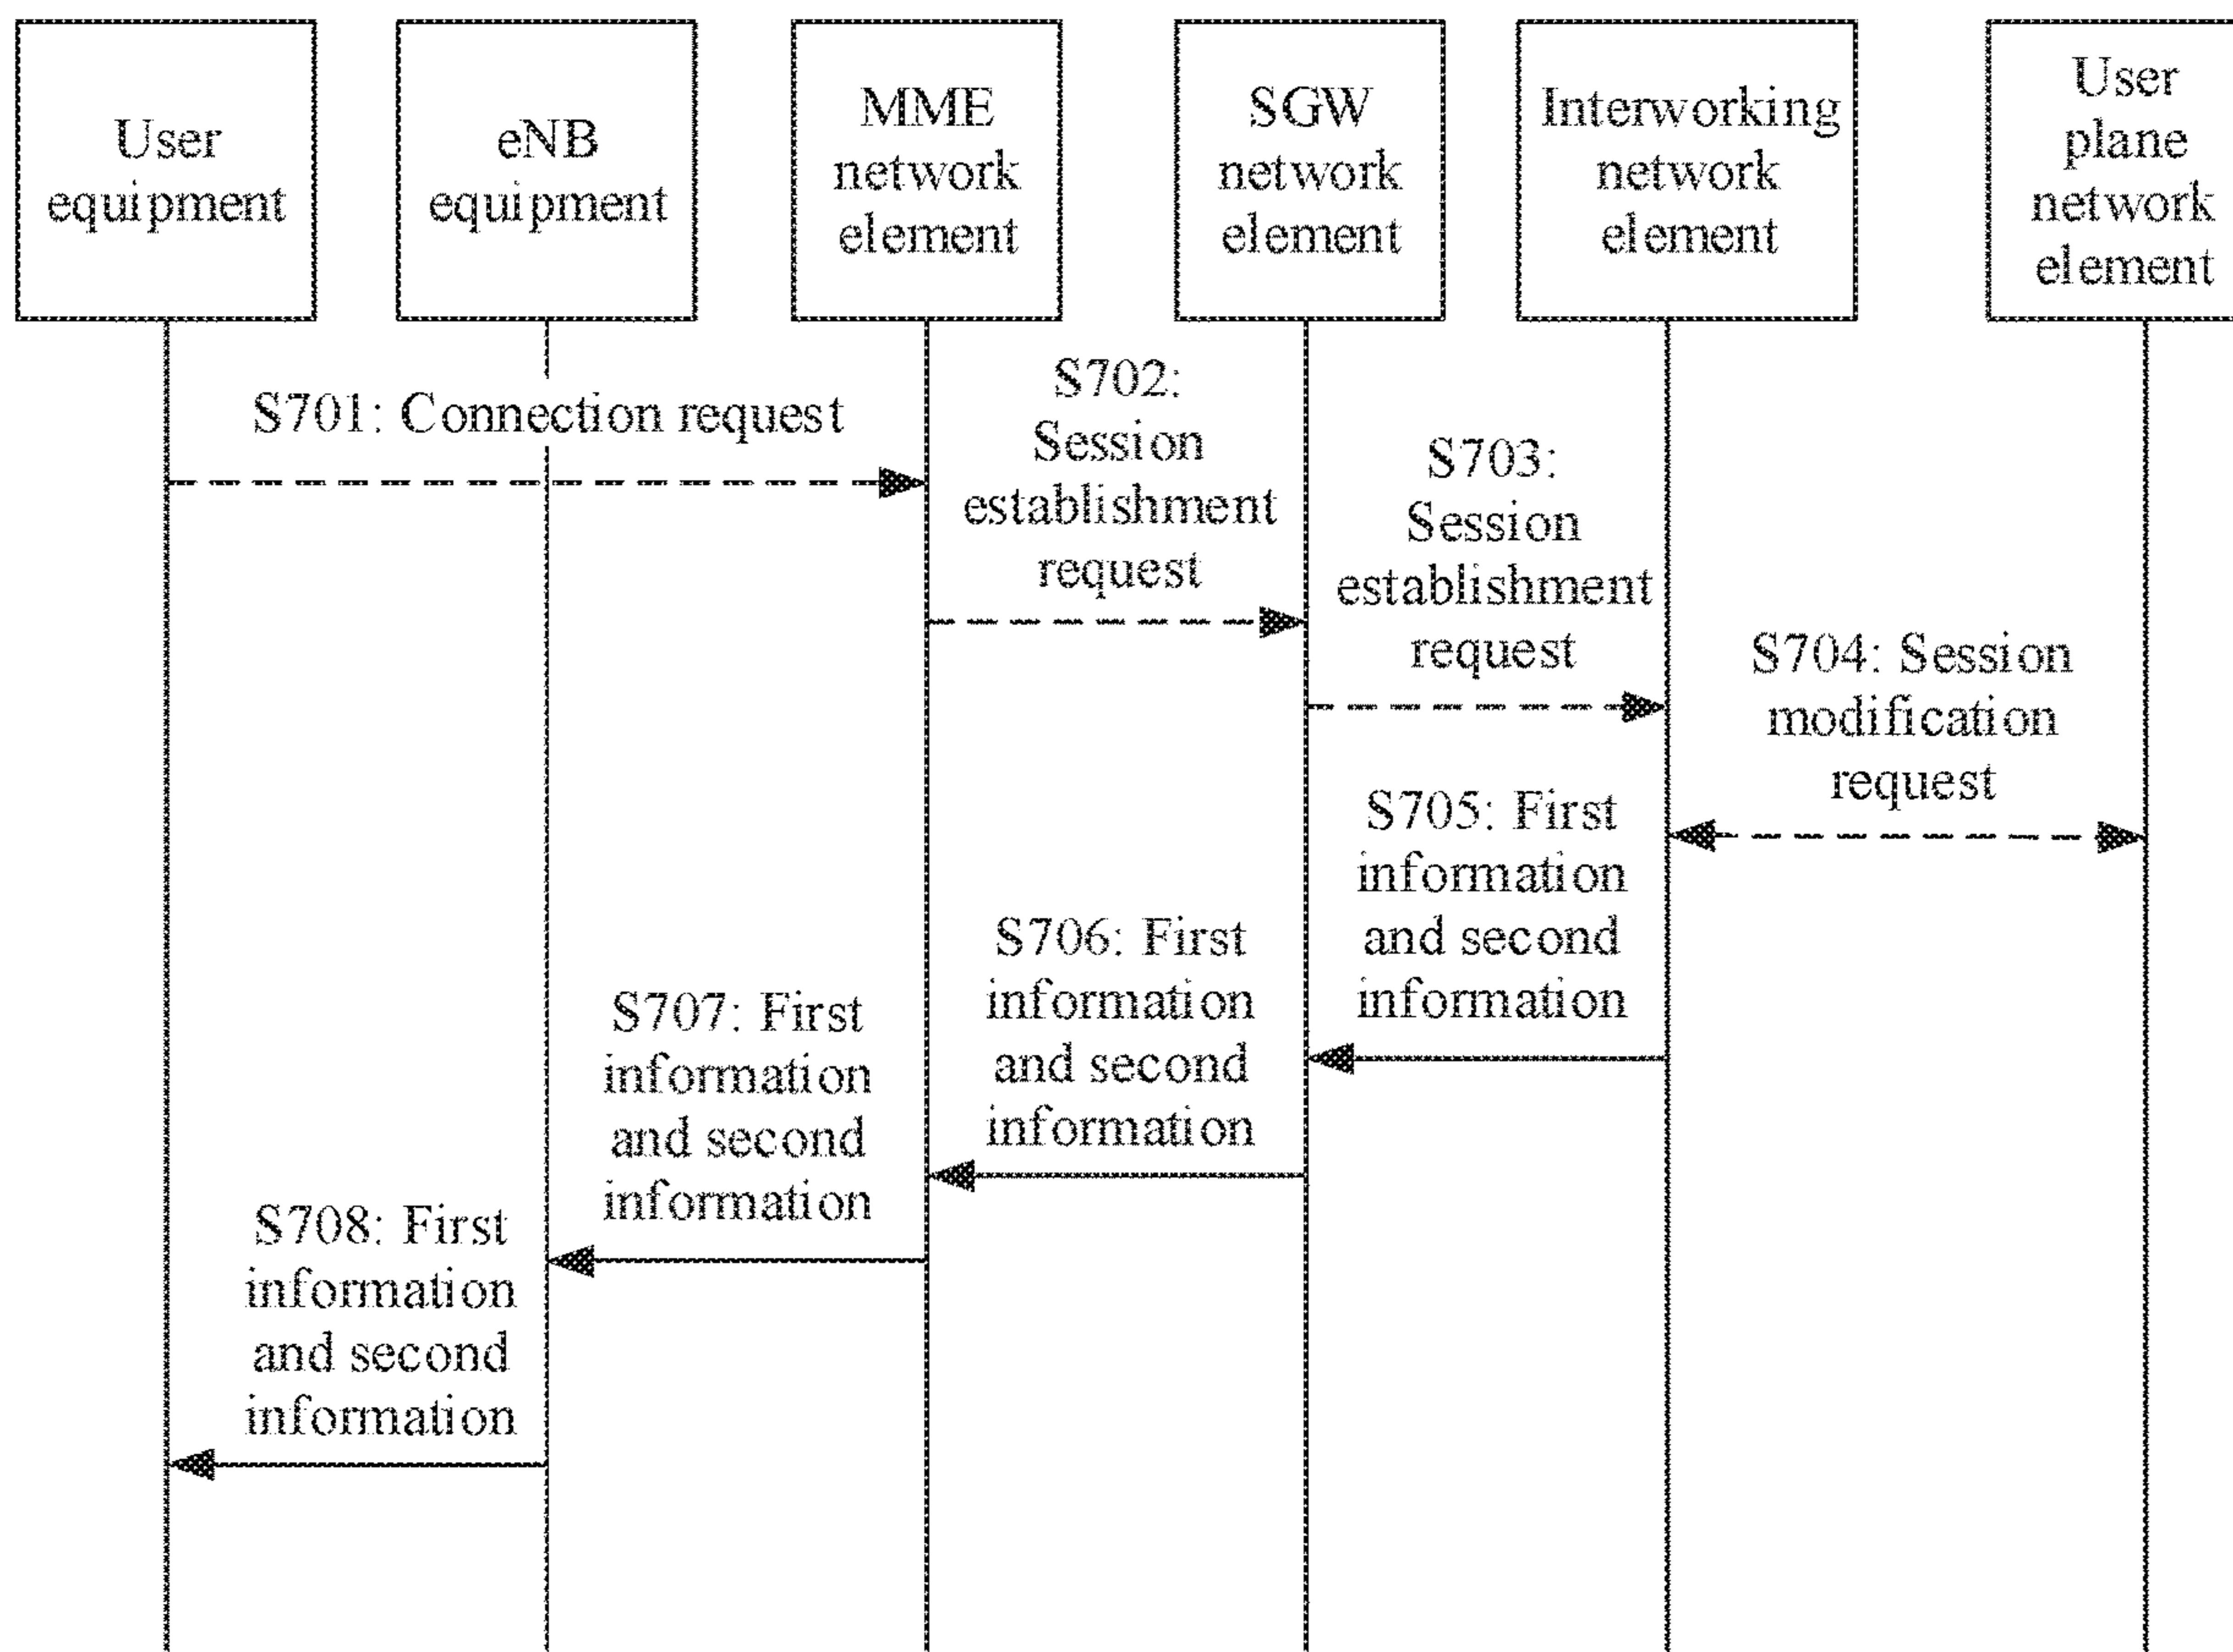 User
equipment
eNB
equipment
MME
network
element
SGW
network
element
Interworking
network
element
User
plane
network
element
S701: Connection request
S702:
Session
establishment
request
S703:
Session
establishment
request
S704: Session
modification
request
S705: First
information
and second
information
S706: First
information
and second
information
S707: First
information
and second
information
S708: First
information
and second
information